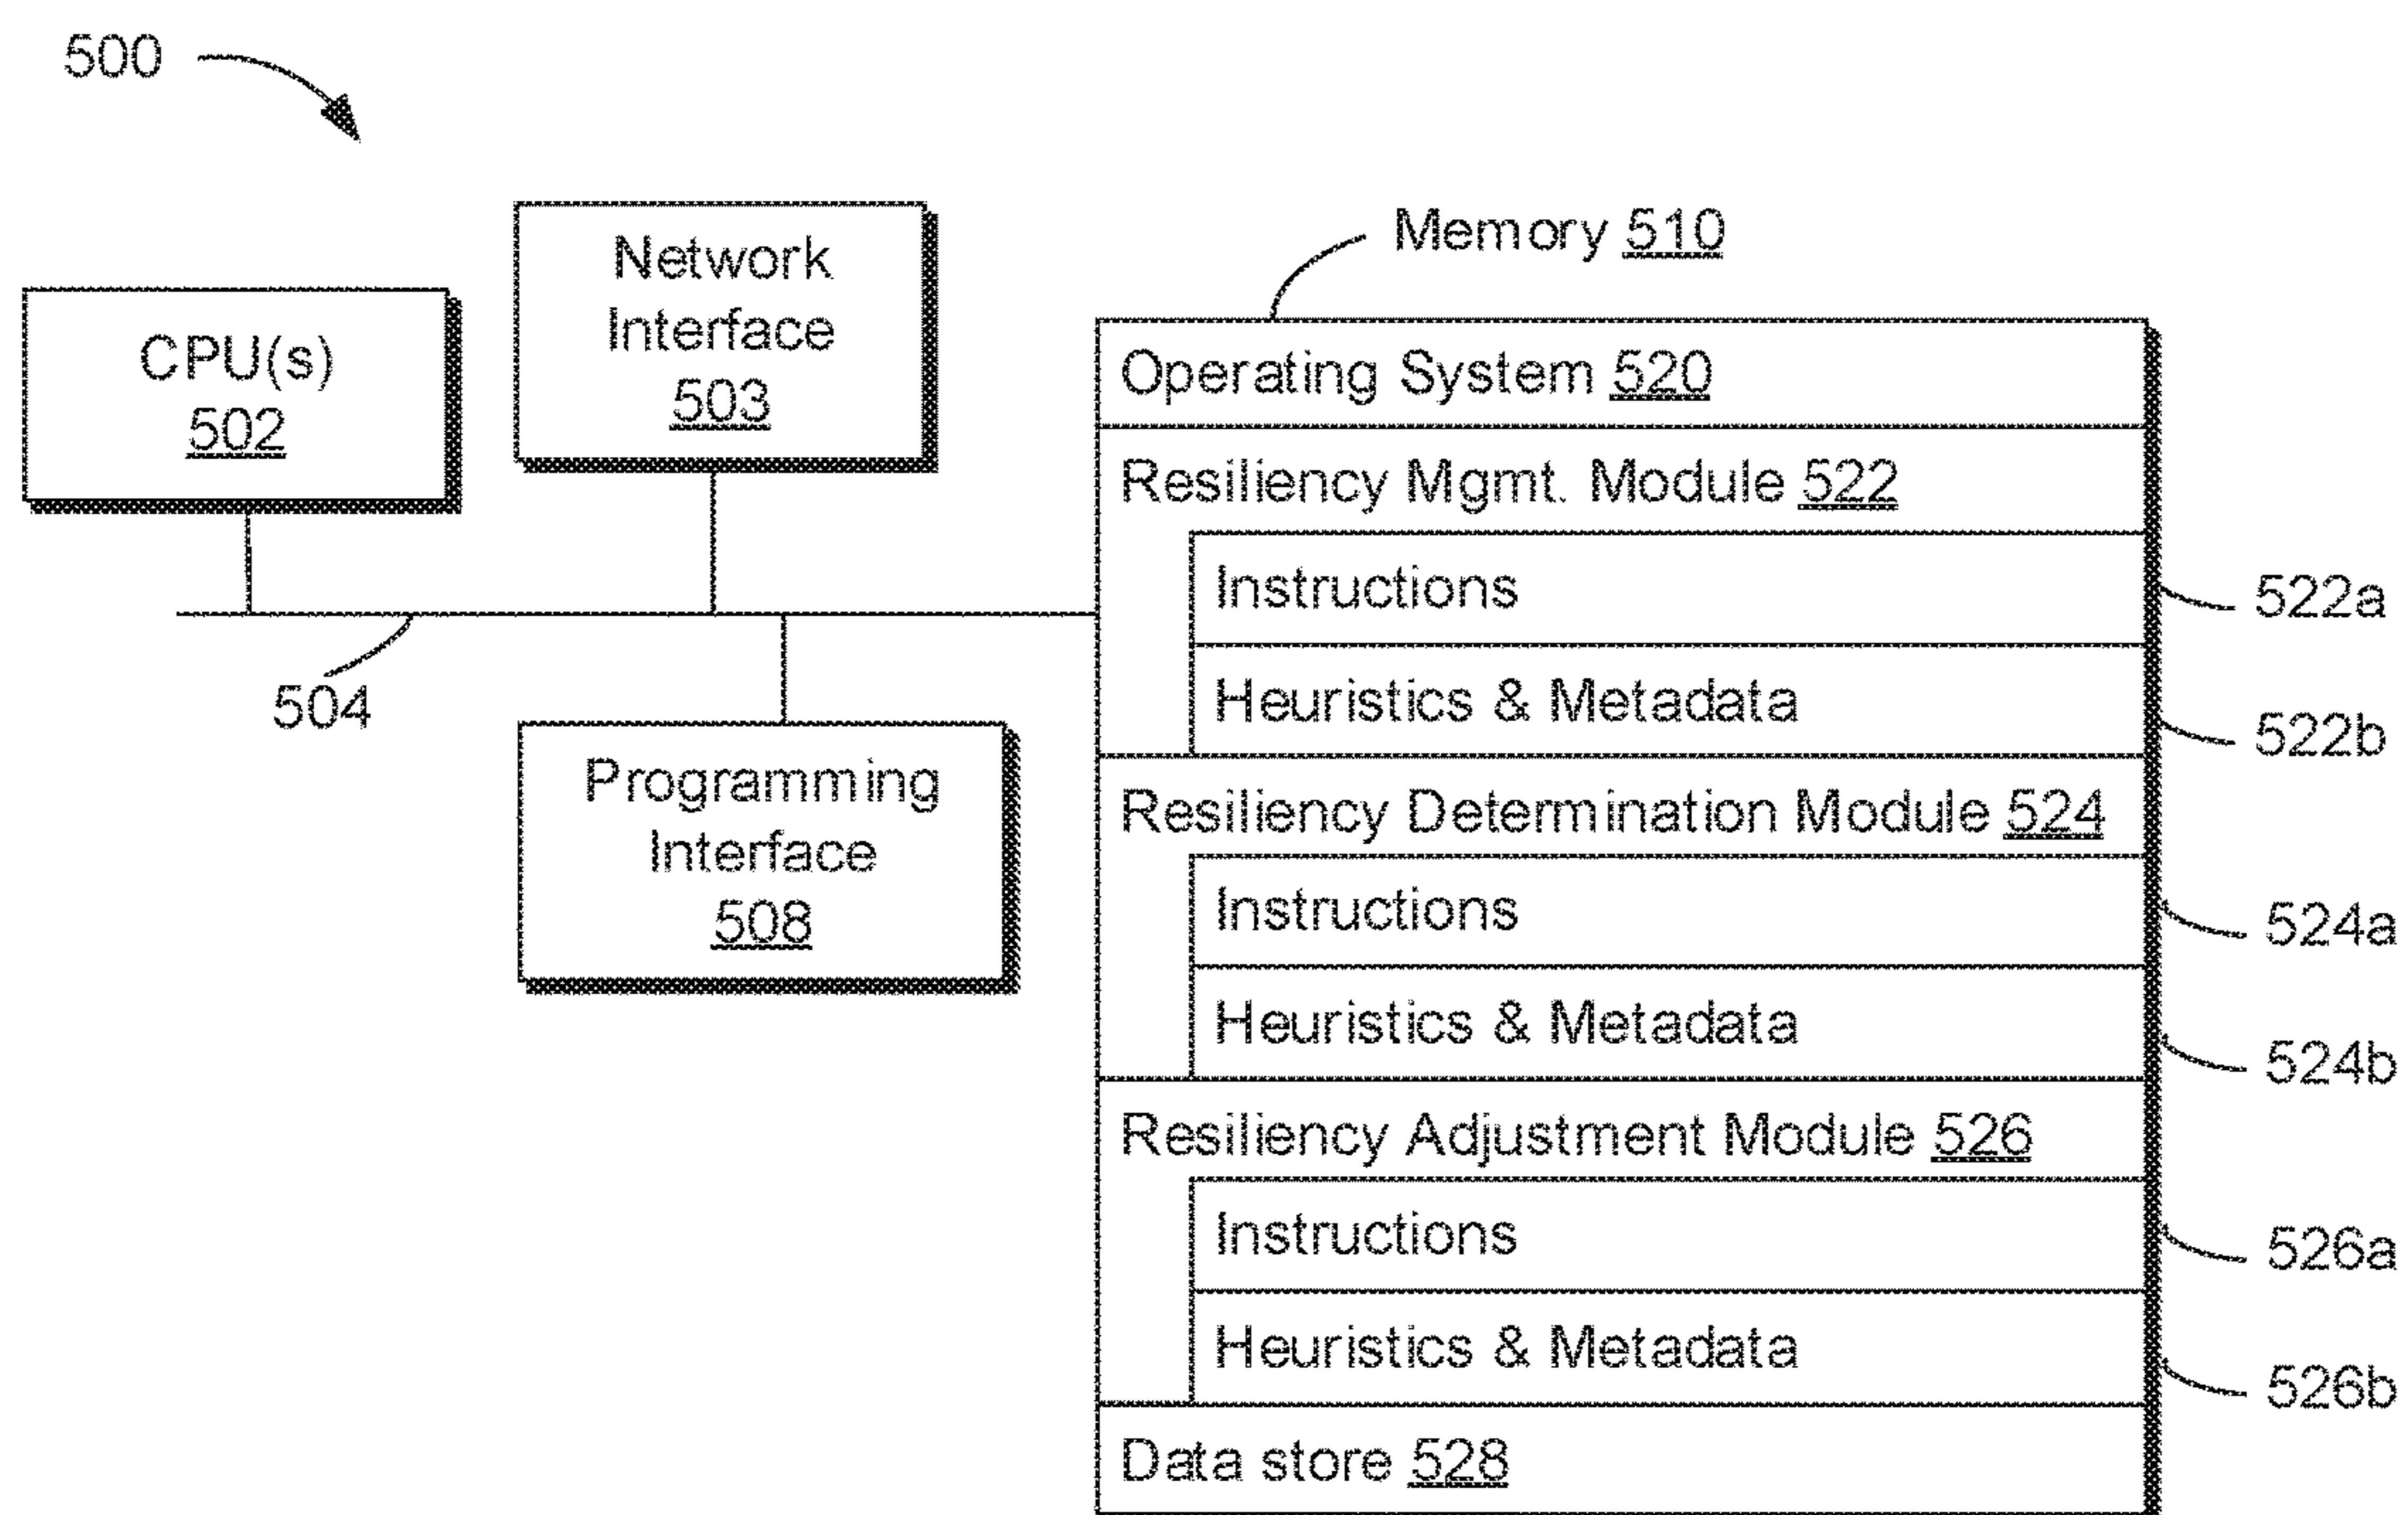 500
Network
Interface
503
CPU(s)
502
504
Programming
Interface
508
Memory 510
Operating System 520
Resiliency Mgmt. Module 522
Instructions
522a
Heuristics & Metadata
522b
Resiliency Determination Module 524
Instructions
524a
Heuristics & Metadata
524b
Resiliency Adjustment Module 526
Instructions
526a
Heuristics & Metadata
526b
Data store 528